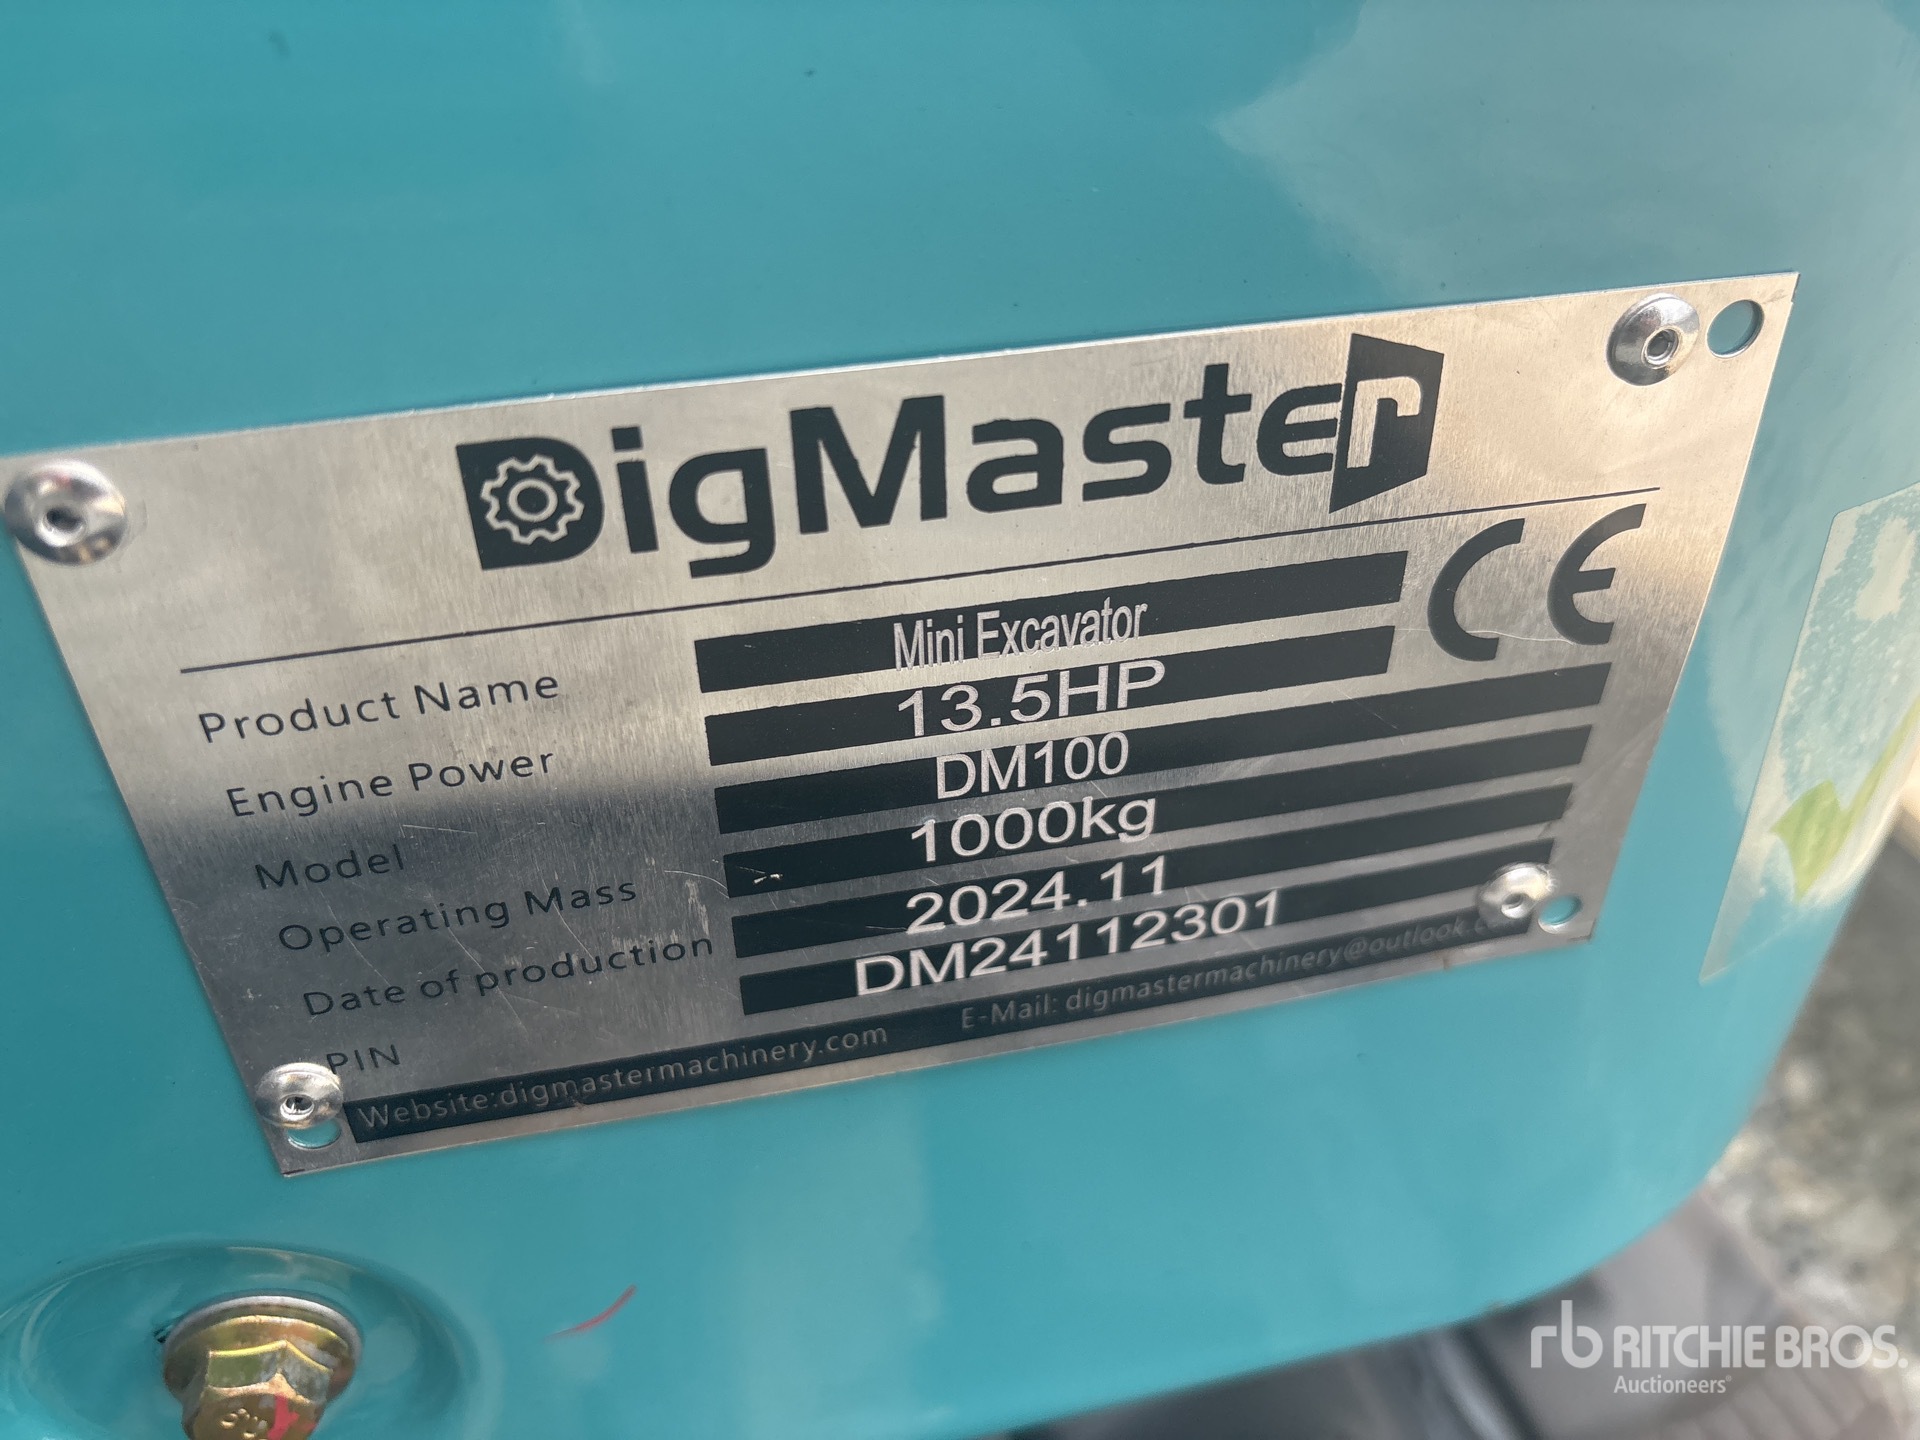 DigMaster
CE
Product Name Mini Excavator
Engine Power 13.5HP
Model DM100
Operating Mass 1000kg
Date of production 2024.11
PIN DM24112301
Website:digmastermachinery.com E-Mail: digmastermachinery@outlook.c
rb RITCHIE BROS.
Auctioneers